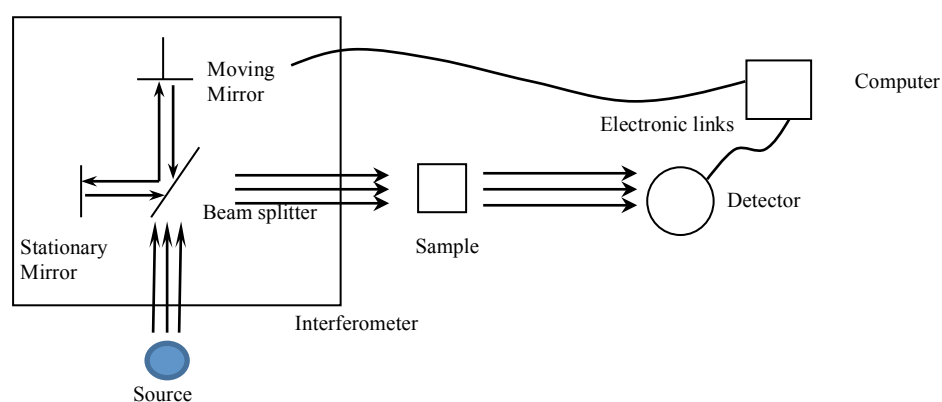 Moving
Mirror
Computer
Electronic links
Beam splitter
Detector
Stationary
Mirror
Sample
Interferometer
Source